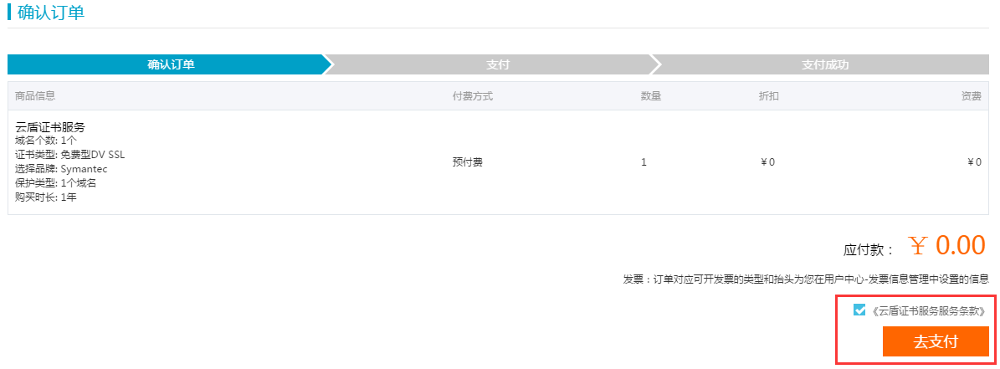 确认订单
确认订单 支付 支付成功
商品信息 付费方式 数量 折扣 资费
云盾证书服务
域名个数: 1个
证书类型: 免费型DV SSL
选择品牌: Symantec
保护类型: 1个域名
购买时长: 1年
预付费 1 ¥0 ¥0
应付款： ¥ 0.00
发票：订单对应可开发票的类型和抬头为您在用户中心-发票信息管理中设置的信息
《云盾证书服务服务条款》
去支付